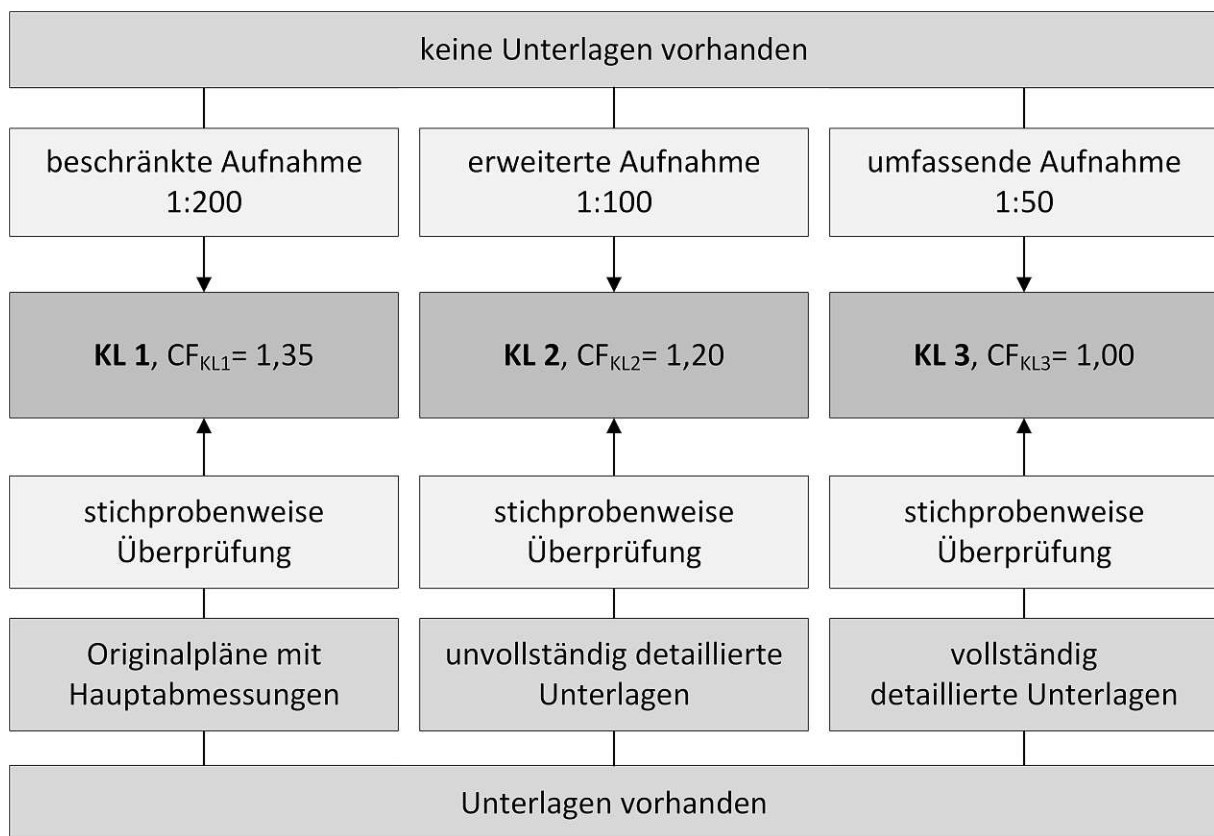 keine Unterlagen vorhanden
beschränkte Aufnahme
1:200
erweiterte Aufnahme
1:100
umfassende Aufnahme
1:50
KL 1, CFKL1= 1,35
KL 2, CFKL2= 1,20
KL 3, CFKL3= 1,00
stichprobenweise
Überprüfung
stichprobenweise
Überprüfung
stichprobenweise
Überprüfung
Originalpläne mit
Hauptabmessungen
unvollständig detaillierte
Unterlagen
vollständig
detaillierte Unterlagen
Unterlagen vorhanden